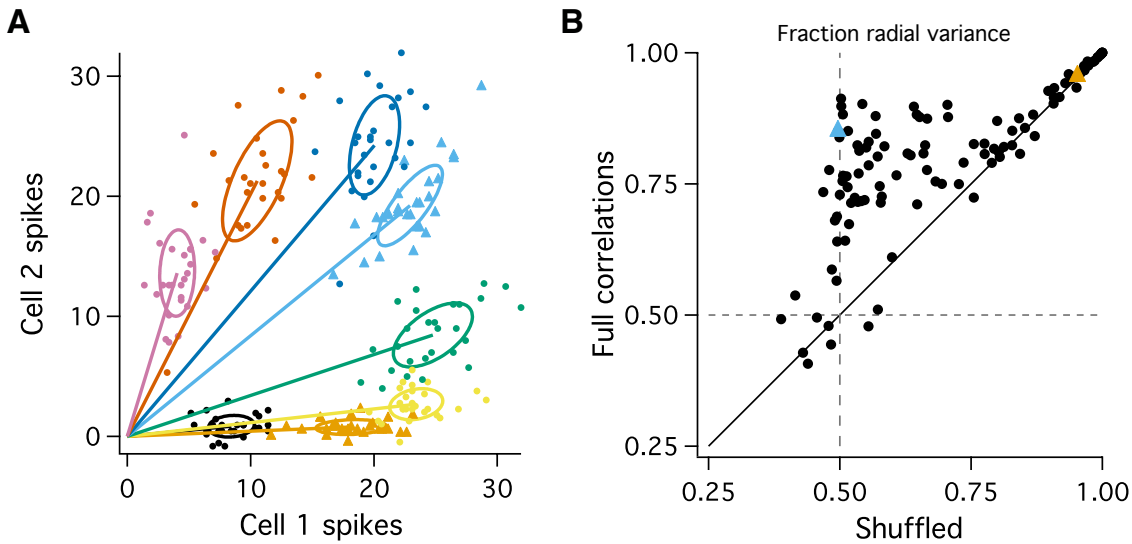 A
30
20
10
0
Cell 2 spikes
0 10 20 30
Cell 1 spikes
B
Fraction radial variance
1.00
0.75
0.50
0.25
Full correlations
0.25 0.50 0.75 1.00
Shuffled